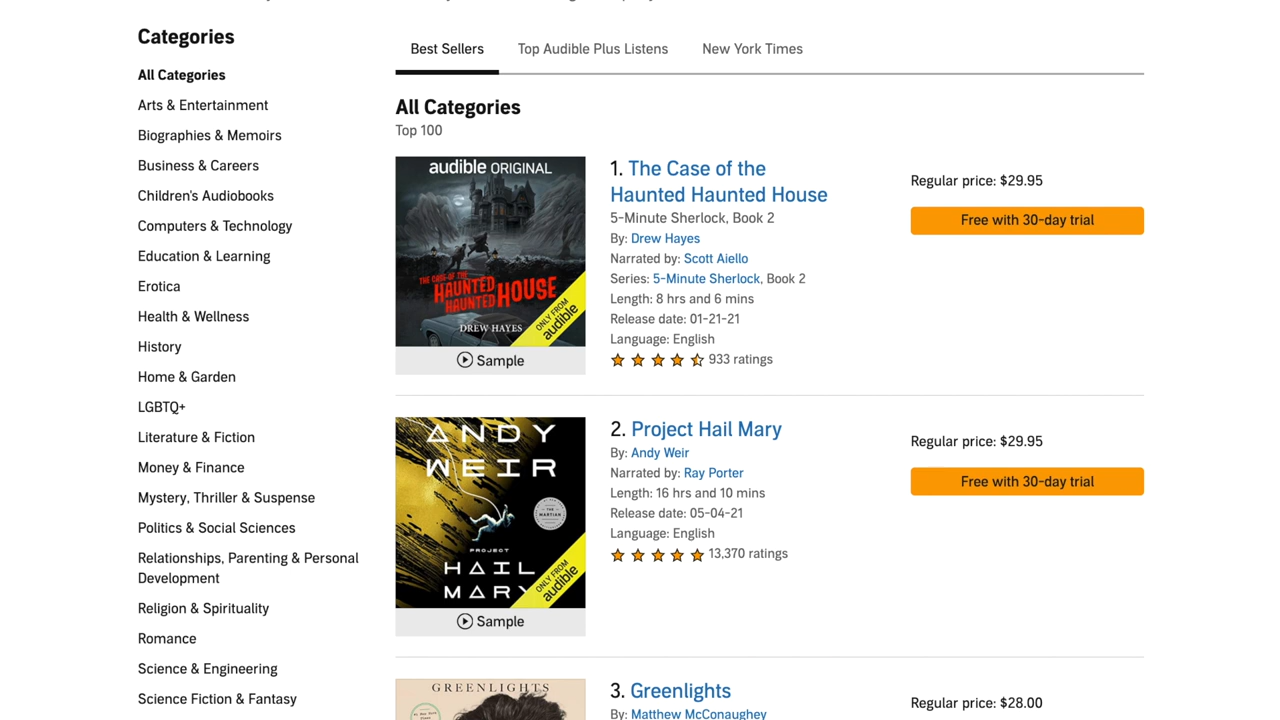 Categories
All Categories
Arts & Entertainment
Biographies & Memoirs
Business & Careers
Children's Audiobooks
Computers & Technology
Education & Learning
Erotica
Health & Wellness
History
Home & Garden
LGBTQ+
Literature & Fiction
Money & Finance
Mystery, Thriller & Suspense
Politics & Social Sciences
Relationships, Parenting & Personal
Development
Religion & Spirituality
Romance
Science & Engineering
Science Fiction & Fantasy
Best Sellers
Top Audible Plus Listens
New York Times
All Categories
Top 100
audible ORIGINAL
THE CASE OF THE
HAUNTED
HAUNTED HOUSE
DREW HAYES
ONLY FROM
audible
Sample
1. The Case of the
Haunted Haunted House
5-Minute Sherlock, Book 2
By: Drew Hayes
Narrated by: Scott Aiello
Series: 5-Minute Sherlock, Book 2
Length: 8 hrs and 6 mins
Release date: 01-21-21
Language: English
933 ratings
Regular price: $29.95
Free with 30-day trial
ANDY
WEIR
THE MARTIAN
PROJECT
HAIL
MARY
ONLY FROM
audible
Sample
2. Project Hail Mary
By: Andy Weir
Narrated by: Ray Porter
Length: 16 hrs and 10 mins
Release date: 05-04-21
Language: English
13,370 ratings
Regular price: $29.95
Free with 30-day trial
GREENLIGHTS
3. Greenlights
By: Matthew McConaughey
Regular price: $28.00